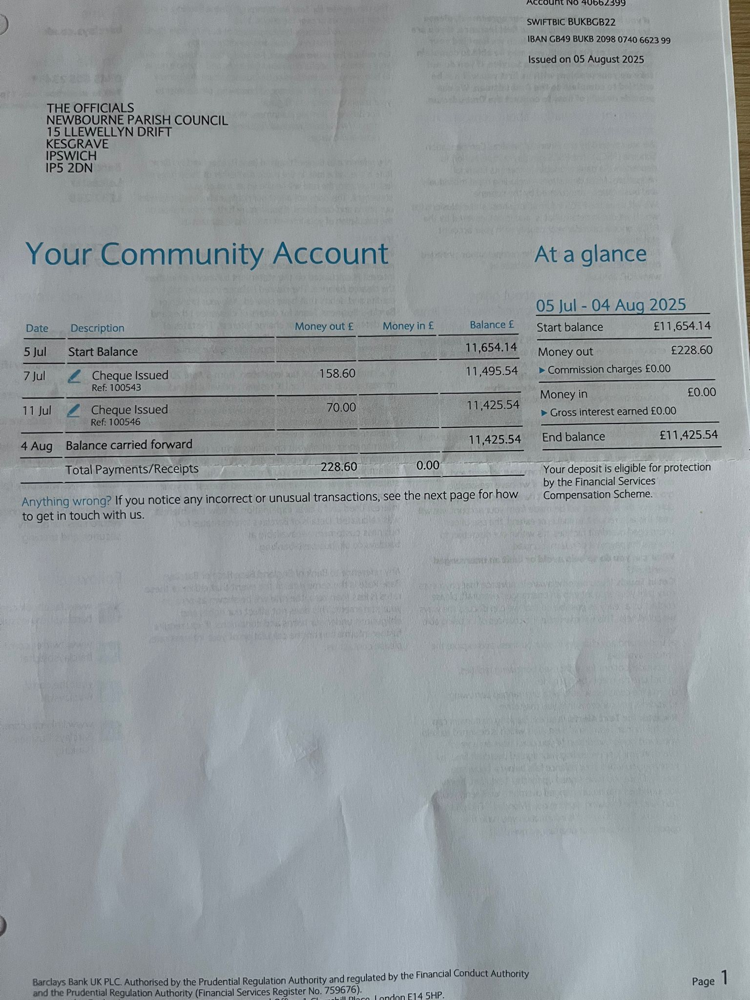 Account No 40662399
SWIFTBIC BUKBGB22
IBAN GB49 BUKB 2098 0740 6623 99
Issued on 05 August 2025
THE OFFICIALS
NEWBOURNE PARISH COUNCIL
15 LLEWELLYN DRIFT
KESGRAVE
IPSWICH
IP5 2DN
Your Community Account
Date Description Money out £ Money in £ Balance £
5 Jul Start Balance 11,654.14
7 Jul Cheque Issued 158.60 11,495.54
Ref: 100543
11 Jul Cheque Issued 70.00 11,425.54
Ref: 100546
4 Aug Balance carried forward 11,425.54
Total Payments/Receipts 228.60 0.00
Anything wrong? If you notice any incorrect or unusual transactions, see the next page for how
to get in touch with us.
At a glance
05 Jul - 04 Aug 2025
Start balance £11,654.14
Money out £228.60
Commission charges £0.00
Money in £0.00
Gross interest earned £0.00
End balance £11,425.54
Your deposit is eligible for protection
by the Financial Services
Compensation Scheme.
Barclays Bank UK PLC. Authorised by the Prudential Regulation Authority and regulated by the Financial Conduct Authority
and the Prudential Regulation Authority (Financial Services Register No. 759676).
London E14 5HP.
Page 1